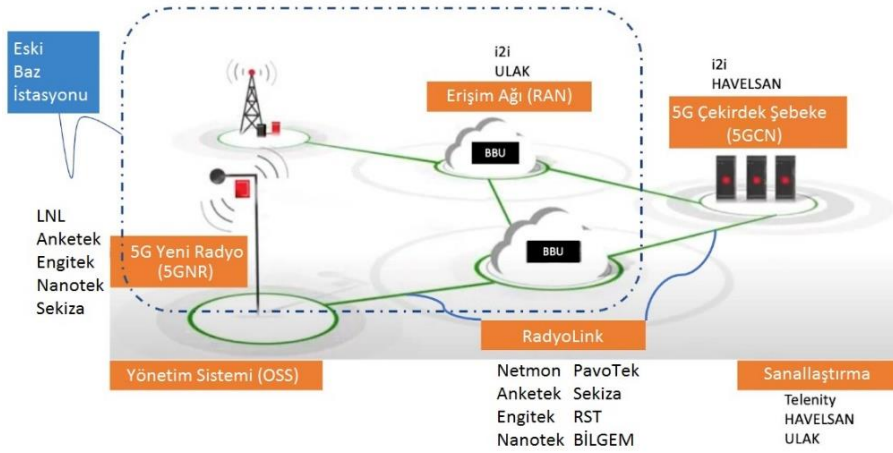 Eski
Baz
İstasyonu
i2i
ULAK
Erişim Ağı (RAN)
i2i
HAVELSAN
5G Çekirdek Şebeke
(5GCN)
BBU
LNL
Anketek
Engitek
Nanotek
Sekiza
5G Yeni Radyo
(5GNR)
BBU
RadyoLink
Yönetim Sistemi (OSS)
Sanallaştırma
Netmon PavoTek
Anketek Sekiza
Engitek RST
Nanotek BİLGEM
Telenity
HAVELSAN
ULAK